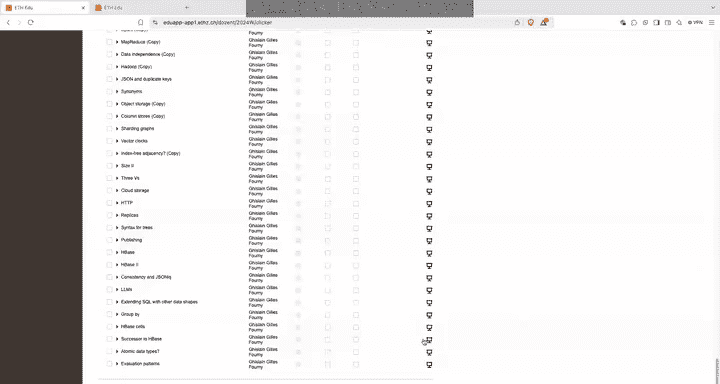 ETH Edu
ETH Edu
eduapp-app1.ethz.ch/dozent/2024W/clicker
VPN
Ghislain Gilles Fourny
MapReduce (Copy) Ghislain Gilles Fourny
Data independence (Copy) Ghislain Gilles Fourny
Hadoop (Copy) Ghislain Gilles Fourny
JSON and duplicate keys Ghislain Gilles Fourny
Synonyms Ghislain Gilles Fourny
Object storage (Copy) Ghislain Gilles Fourny
Column stores (Copy) Ghislain Gilles Fourny
Sharding graphs Ghislain Gilles Fourny
Vector clocks Ghislain Gilles Fourny
Index-free adjacency? (Copy) Ghislain Gilles Fourny
Size II Ghislain Gilles Fourny
Three Vs Ghislain Gilles Fourny
Cloud storage Ghislain Gilles Fourny
HTTP Ghislain Gilles Fourny
Replicas Ghislain Gilles Fourny
Syntax for trees Ghislain Gilles Fourny
Publishing Ghislain Gilles Fourny
HBase Ghislain Gilles Fourny
HBase II Ghislain Gilles Fourny
Consistency and JSONiq Ghislain Gilles Fourny
LLMs Ghislain Gilles Fourny
Extending SQL with other data shapes Ghislain Gilles Fourny
Group by Ghislain Gilles Fourny
HBase cells Ghislain Gilles Fourny
Successor to HBase Ghislain Gilles Fourny
Atomic data types? Ghislain Gilles Fourny
Evaluation patterns Ghislain Gilles Fourny